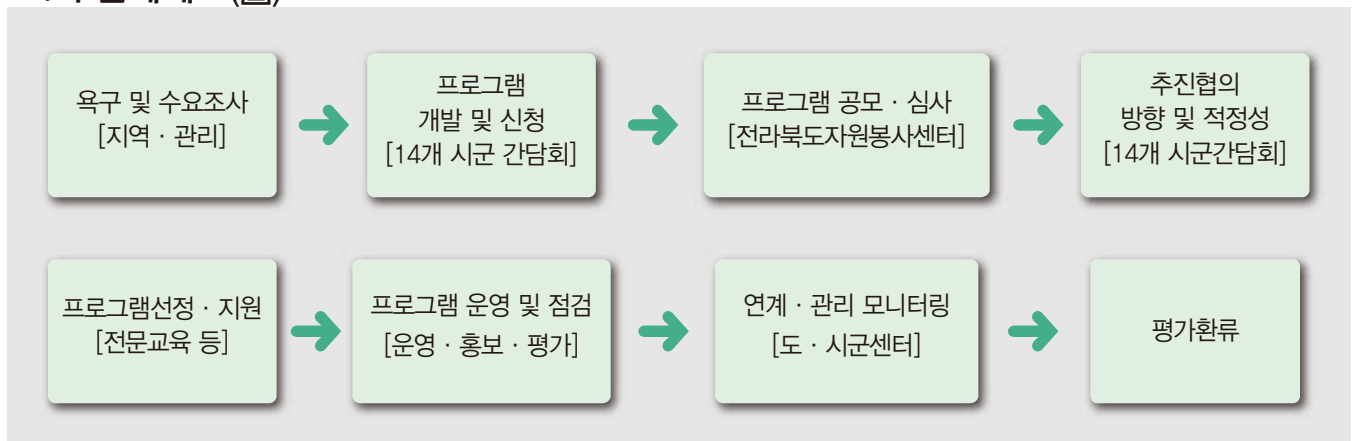 욕구 및 수요조사
[지역 · 관리]
프로그램
개발 및 신청
[14개 시군 간담회]
프로그램 공모 · 심사
[전라북도자원봉사센터]
추진협의
방향 및 적정성
[14개 시군간담회]
프로그램선정 · 지원
[전문교육 등]
프로그램 운영 및 점검
[운영 · 홍보 · 평가]
연계 · 관리 모니터링
[도 · 시군센터]
평가환류